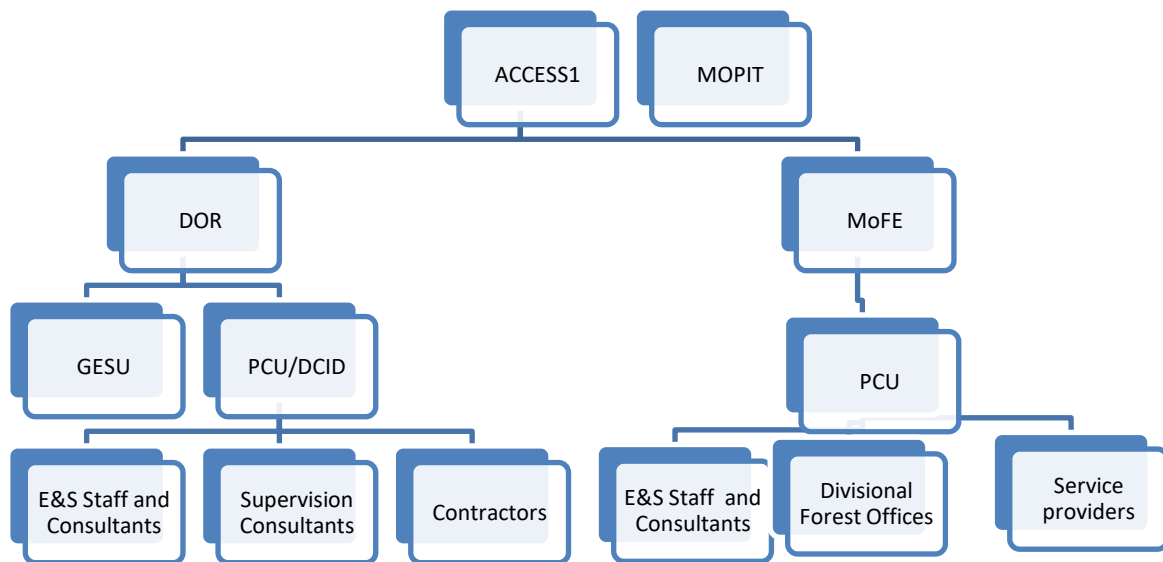 ACCESS1
MOPIT
DOR
MoFE
GESU
PCU/DCID
PCU
E&S Staff and
Consultants
Supervision
Consultants
Contractors
E&S Staff and
Consultants
Divisional
Forest Offices
Service
providers